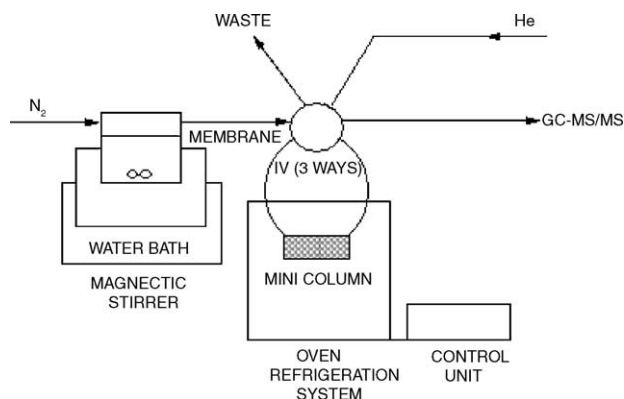 WASTE
He
N2
MEMBRANE
GC-MS/MS
IV (3 WAYS)
WATER BATH
MINI COLUMN
MAGNECTIC
STIRRER
OVEN
REFRIGERATION
SYSTEM
CONTROL
UNIT